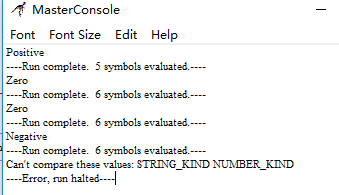 MasterConsole
Font Font Size Edit Help
Positive
----Run complete.  5 symbols evaluated.----
Zero
----Run complete.  6 symbols evaluated.----
Zero
----Run complete.  6 symbols evaluated.----
Negative
----Run complete.  6 symbols evaluated.----
Can't compare these values: STRING_KIND NUMBER_KIND
----Error, run halted----